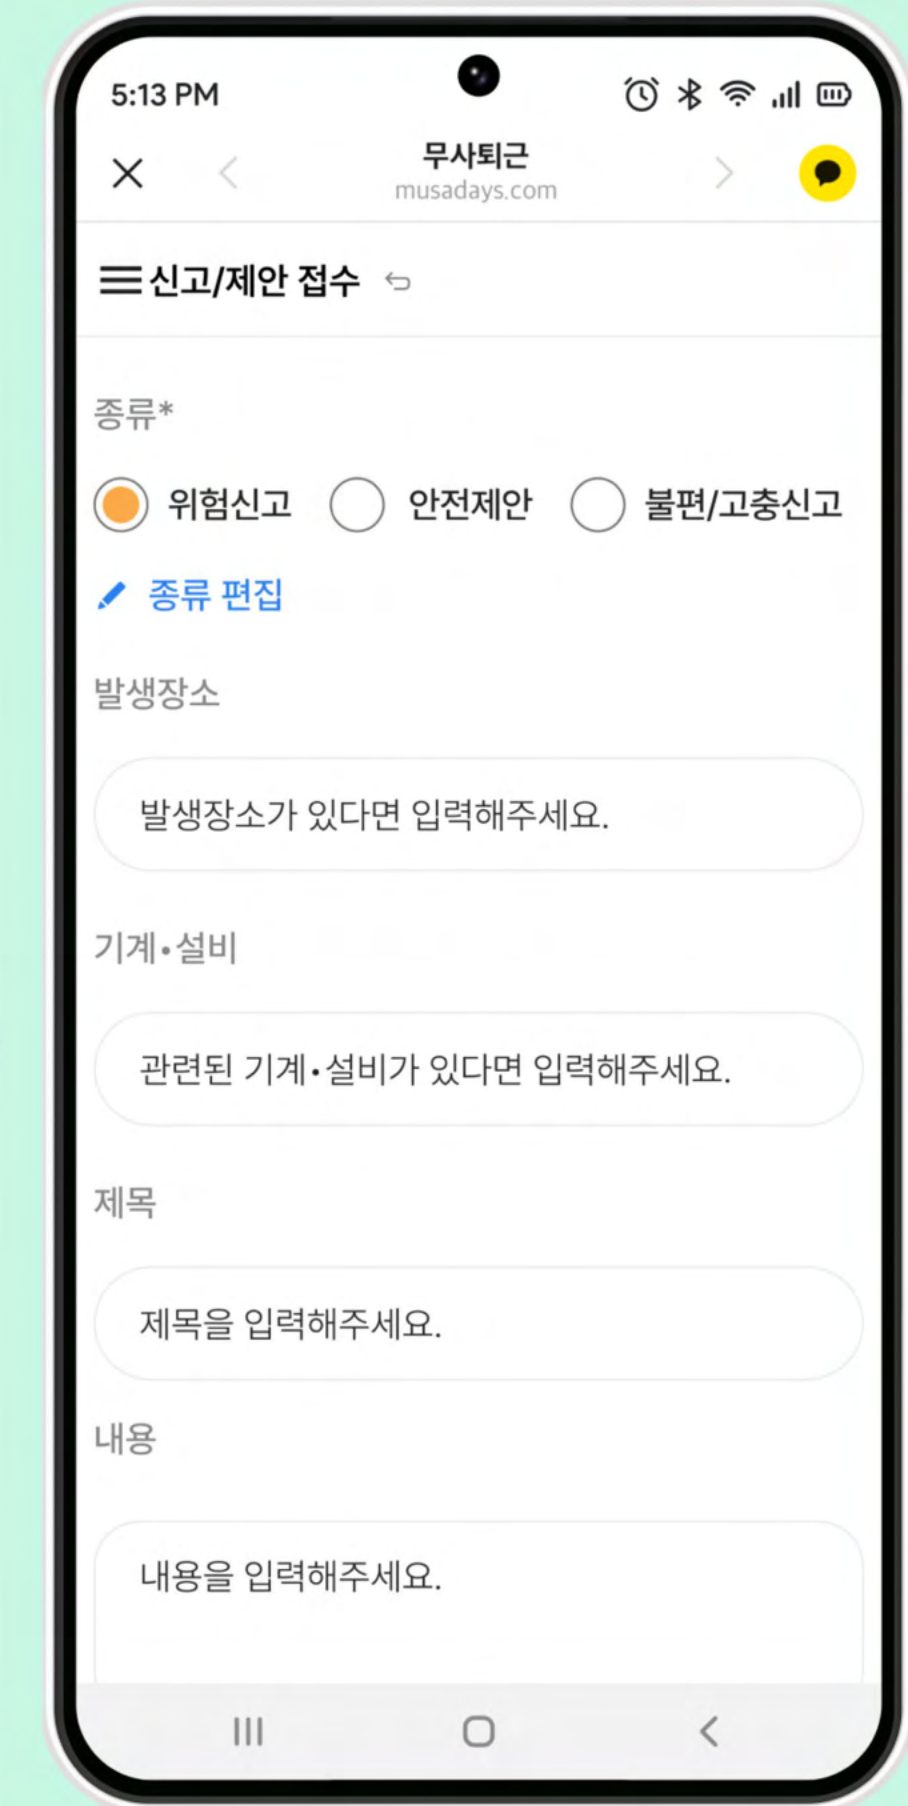 5:13 PM
무사퇴근
musadays.com
신고/제안 접수
종류*
위험신고 안전제안 불편/고충신고
종류 편집
발생장소
발생장소가 있다면 입력해주세요.
기계•설비
관련된 기계•설비가 있다면 입력해주세요.
제목
제목을 입력해주세요.
내용
내용을 입력해주세요.